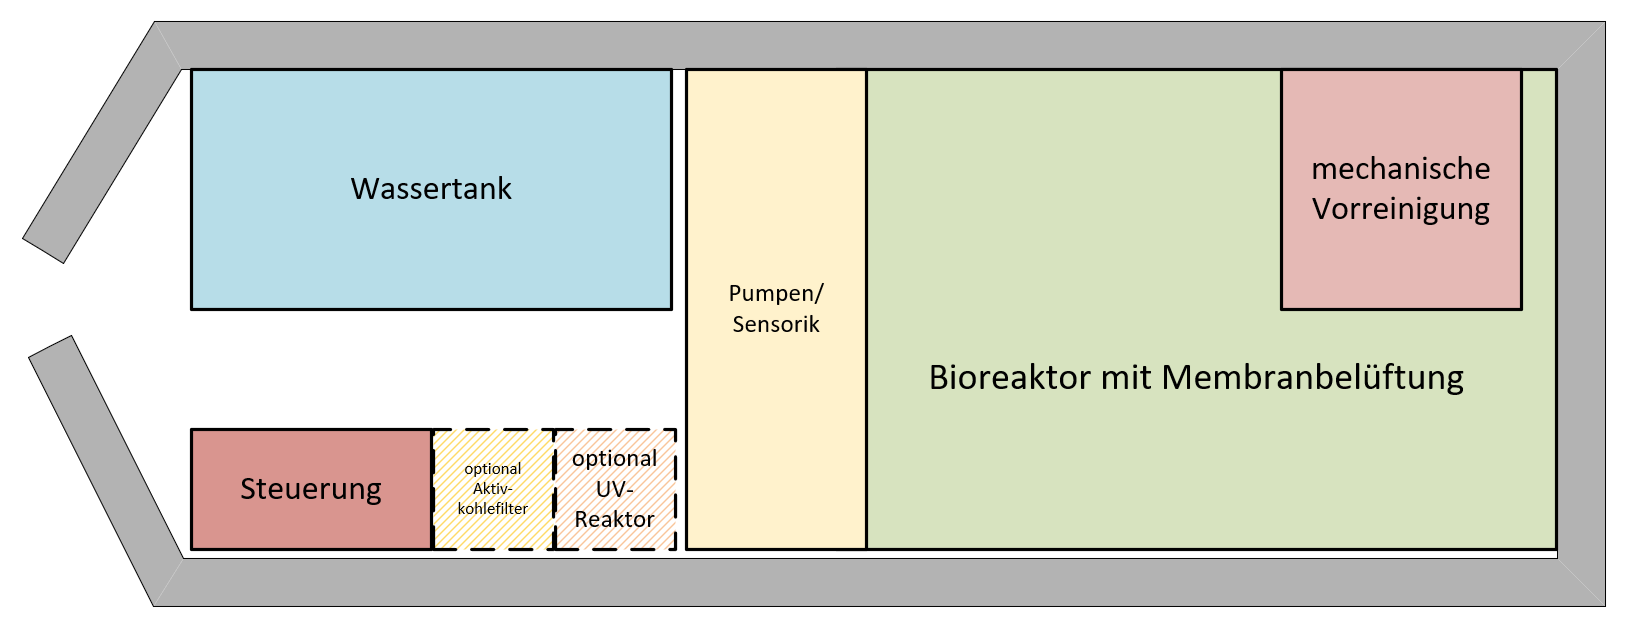 Wassertank
mechanische
Vorreinigung
Pumpen/
Sensorik
Bioreaktor mit Membranbelüftung
Steuerung
optional
Aktiv-
kohlefilter
optional
UV-
Reaktor